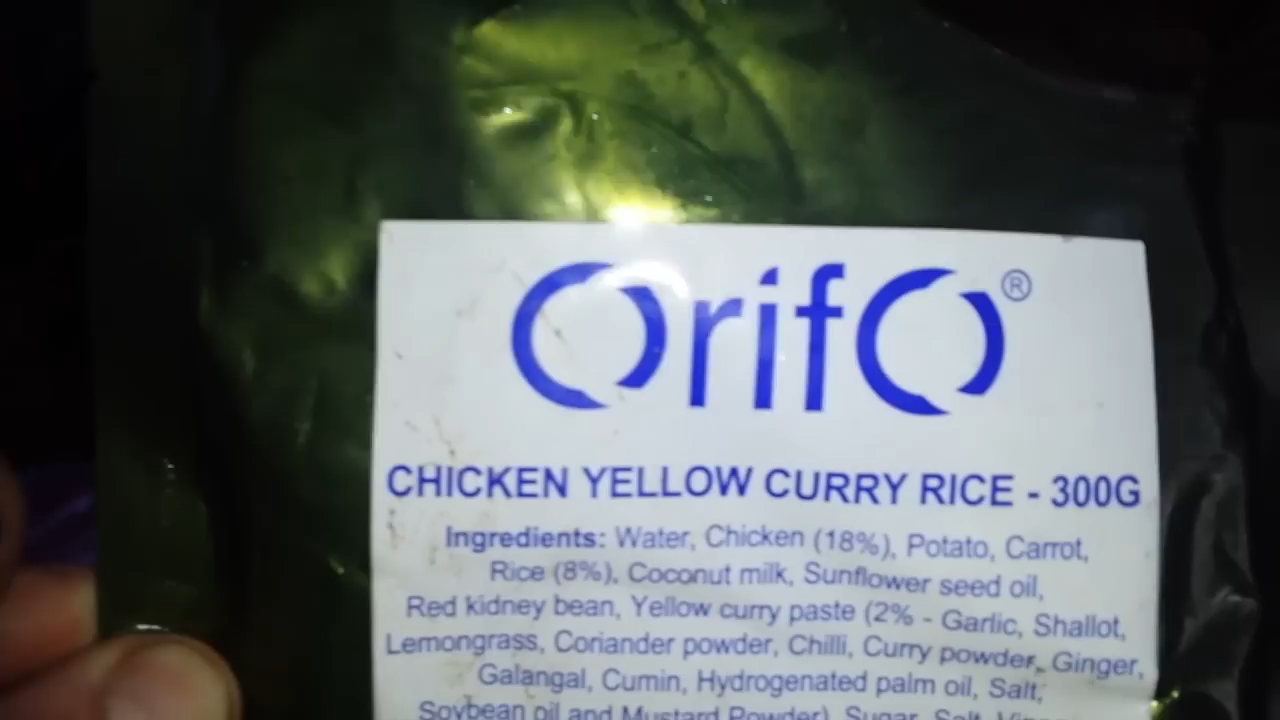 OrifO®
CHICKEN YELLOW CURRY RICE - 300G
Ingredients: Water, Chicken (18%), Potato, Carrot,
Rice (8%), Coconut milk, Sunflower seed oil,
Red kidney bean, Yellow curry paste (2% - Garlic, Shallot,
Lemongrass, Coriander powder, Chilli, Curry powder, Ginger,
Galangal, Cumin, Hydrogenated palm oil, Salt,
Soybean oil and Mustard Powder), Sugar, Salt,